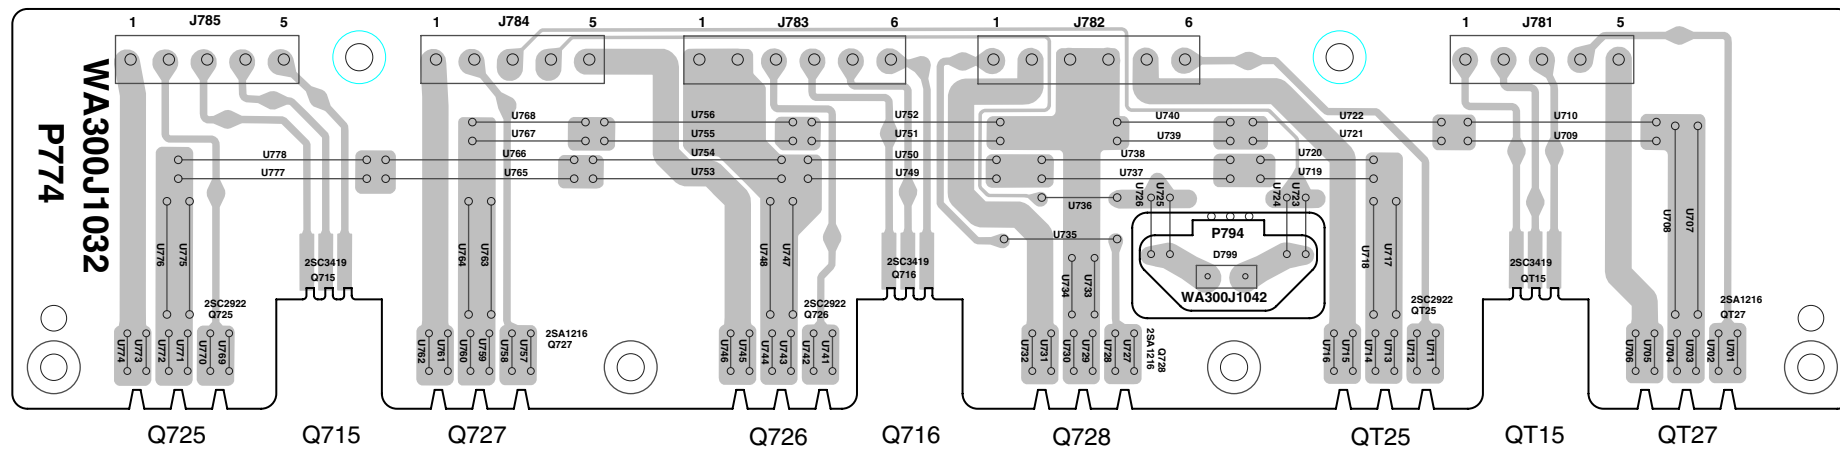 1 J785 5
1 J784 5
1 J783 6
1 J782 6
1 J781 5
WA300J1032
P774
U768 U756 U752 U740 U722 U710
U767 U755 U751 U739 U721 U709
U778 U766 U754 U750 U738 U720
U777 U765 U753 U749 U737 U719
U736
U735
U726 U725 U724 U723
P794
D799
WA300J1042
U776 U775
U764 U763
U748 U747
U734 U733
U718 U717
U708 U707
2SC3419
Q715
2SC3419
Q716
2SC3419
QT15
2SC2922
Q725
2SA1216
Q727
2SC2922
Q726
2SA1216
Q728
2SC2922
QT25
2SA1216
QT27
U774 U773 U772 U771 U770 U769
U762 U761 U760 U759 U758 U757
U746 U745 U744 U743 U742 U741
U732 U731 U730 U729 U728 U727
U716 U715 U714 U713 U712 U711
U706 U705 U704 U703 U702 U701
Q725 Q715 Q727 Q726 Q716 Q728 QT25 QT15 QT27